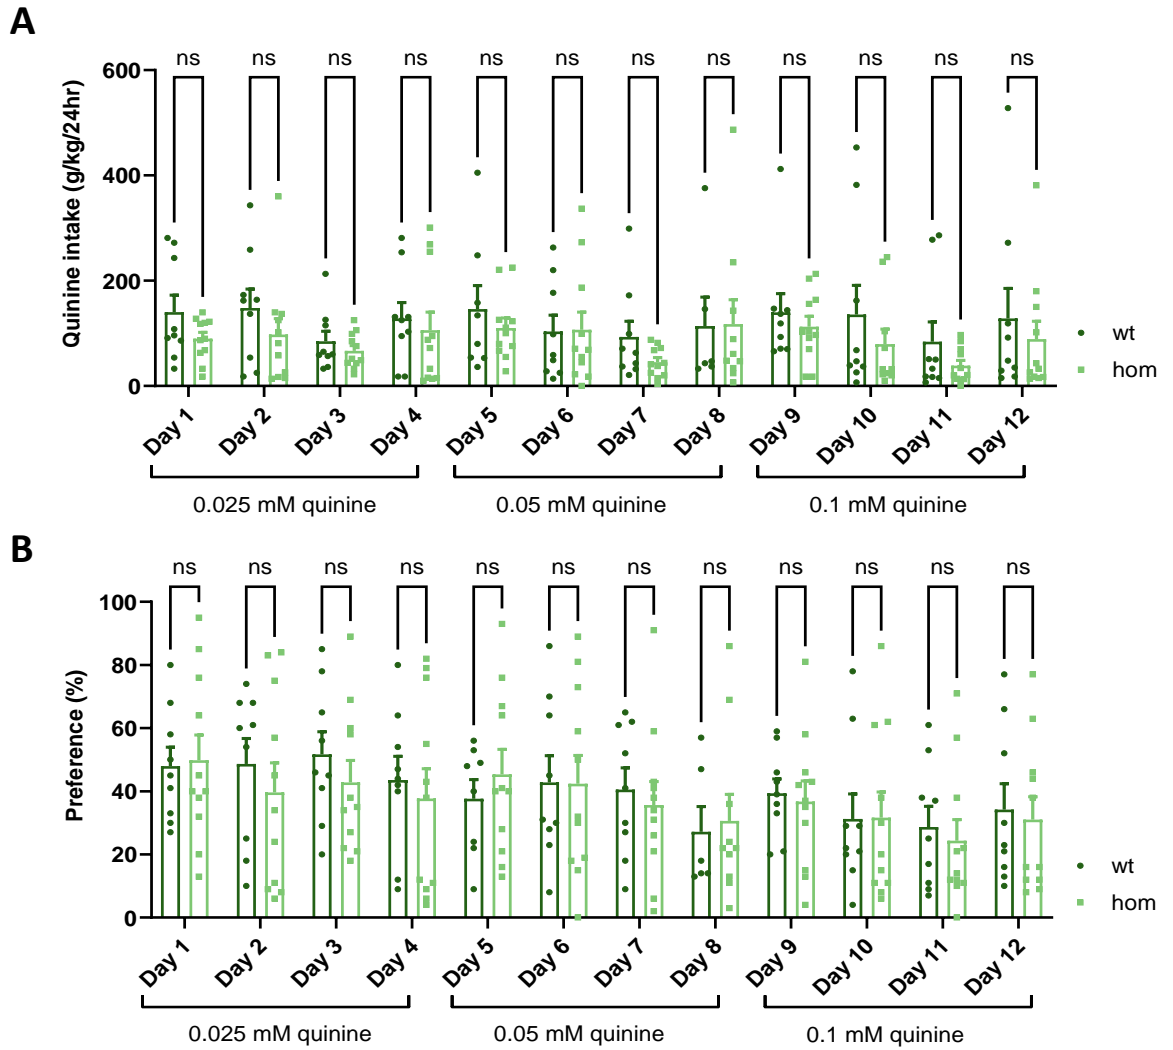 A
ns ns ns ns ns ns ns ns ns ns ns ns
Quinine intake (g/kg/24hr)
600
400
200
0
wt
hom
Day 1 Day 2 Day 3 Day 4 Day 5 Day 6 Day 7 Day 8 Day 9 Day 10 Day 11 Day 12
0.025 mM quinine 0.05 mM quinine 0.1 mM quinine
B
ns ns ns ns ns ns ns ns ns ns ns ns
Preference (%)
100
80
60
40
20
0
wt
hom
Day 1 Day 2 Day 3 Day 4 Day 5 Day 6 Day 7 Day 8 Day 9 Day 10 Day 11 Day 12
0.025 mM quinine 0.05 mM quinine 0.1 mM quinine